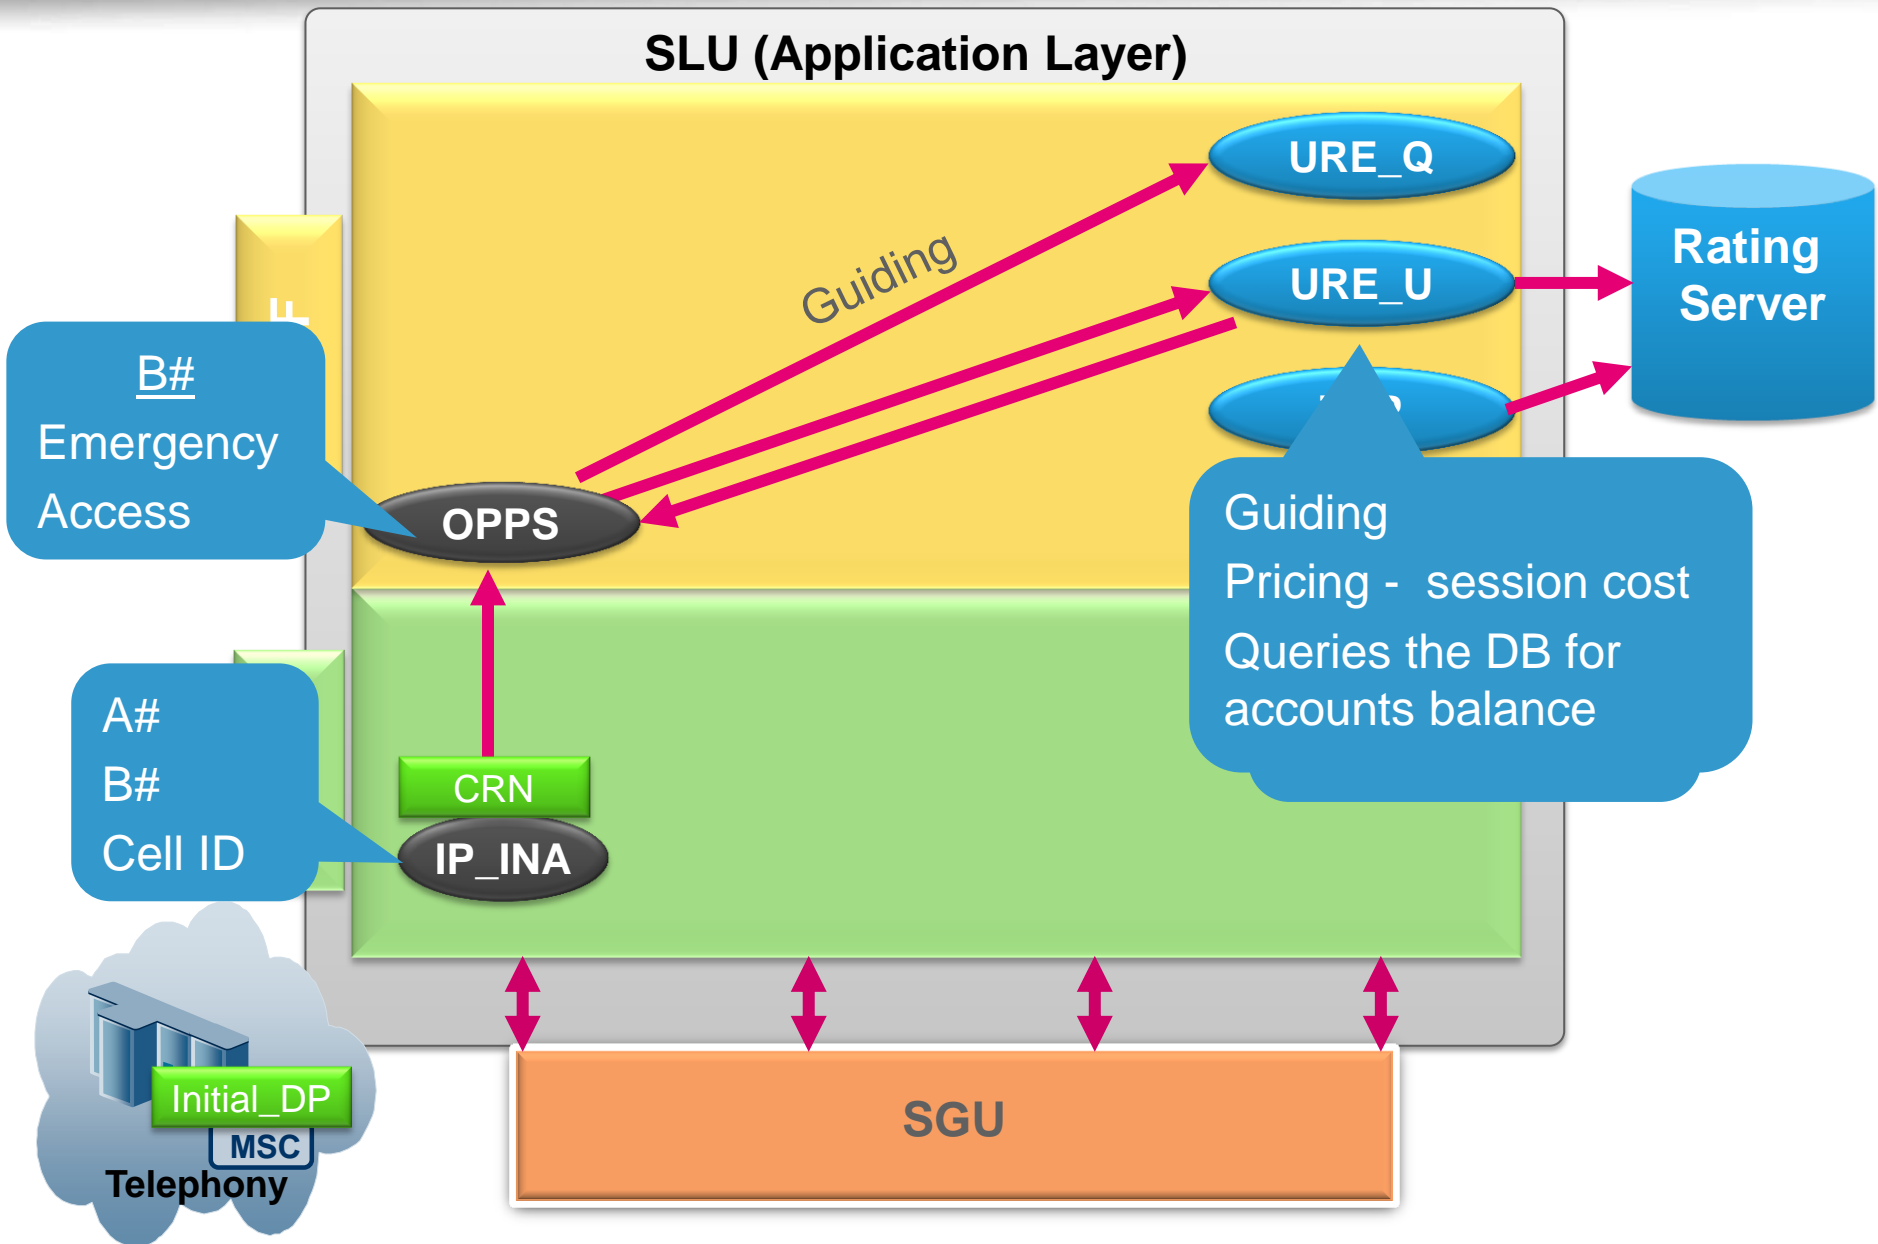 SLU (Application Layer)
URE_Q
Guiding
URE_U
Rating
Server
B#
Emergency
Access
OPPS
Guiding
Pricing - session cost
Queries the DB for
accounts balance
A#
B#
Cell ID
CRN
IP_INA
Initial_DP
MSC
Telephony
SGU